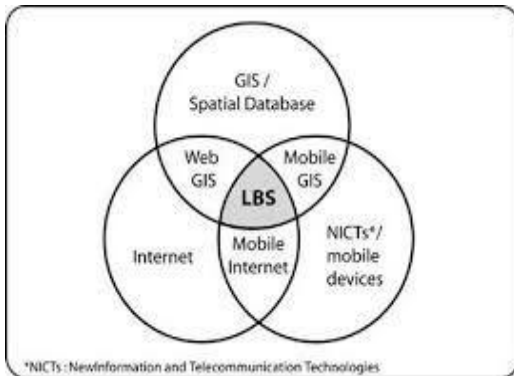 GIS /
Spatial Database
Web
GIS
Mobile
GIS
LBS
Internet
Mobile
Internet
NICTs*/
mobile
devices
*NICTs : NewInformation and Telecommunication Technologies